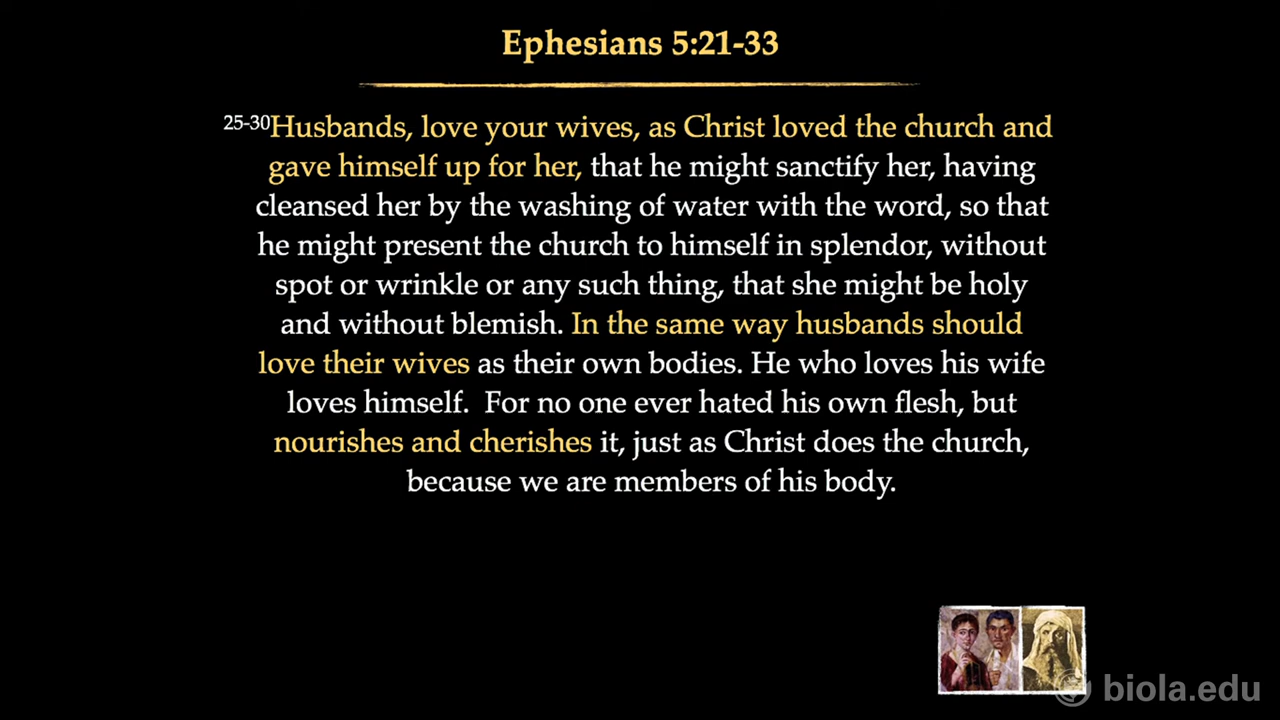 Ephesians 5:21-33
25-30Husbands, love your wives, as Christ loved the church and
gave himself up for her, that he might sanctify her, having
cleansed her by the washing of water with the word, so that
he might present the church to himself in splendor, without
spot or wrinkle or any such thing, that she might be holy
and without blemish. In the same way husbands should
love their wives as their own bodies. He who loves his wife
loves himself.  For no one ever hated his own flesh, but
nourishes and cherishes it, just as Christ does the church,
because we are members of his body.
biola.edu